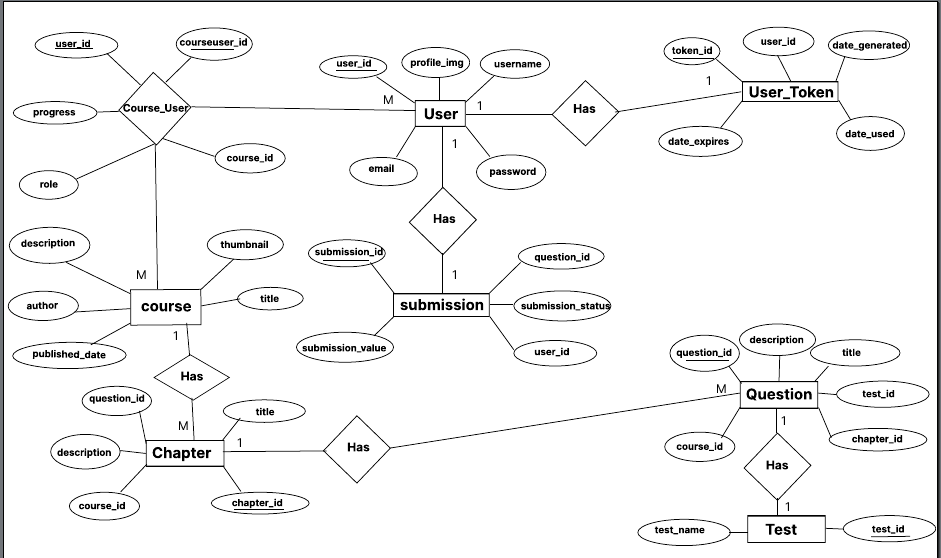 user_id
courseuser_id
Course_User
progress
role
course_id
M
M
user_id
profile_img
username
User
email
password
1
Has
1
token_id
user_id
date_generated
User_Token
date_expires
date_used
1
Has
1
submission_id
question_id
submission
submission_status
submission_value
user_id
description
thumbnail
author
course
title
published_date
1
Has
M
question_id
title
description
Chapter
course_id
chapter_id
1
Has
M
question_id
description
title
Question
test_id
course_id
chapter_id
1
Has
1
test_name
Test
test_id